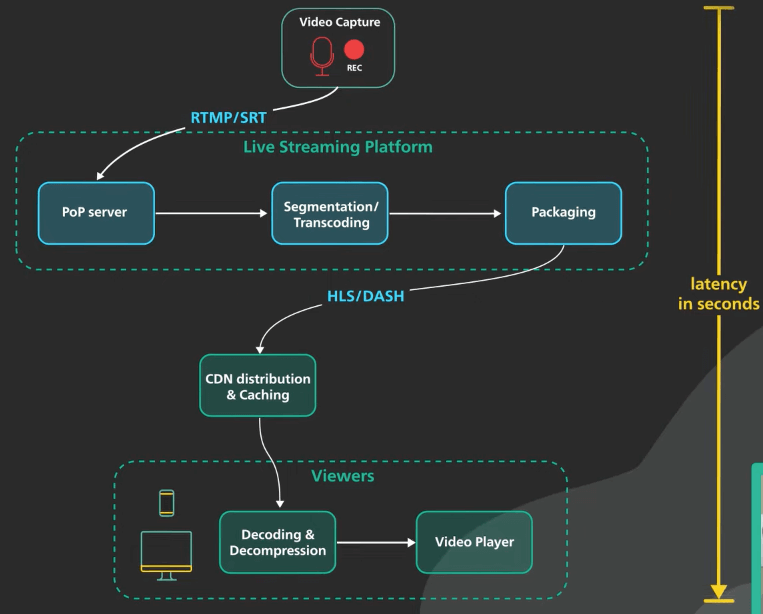 Video Capture
REC
RTMP/SRT
Live Streaming Platform
PoP server
Segmentation/
Transcoding
Packaging
latency
in seconds
HLS/DASH
CDN distribution
& Caching
Viewers
Decoding &
Decompression
Video Player